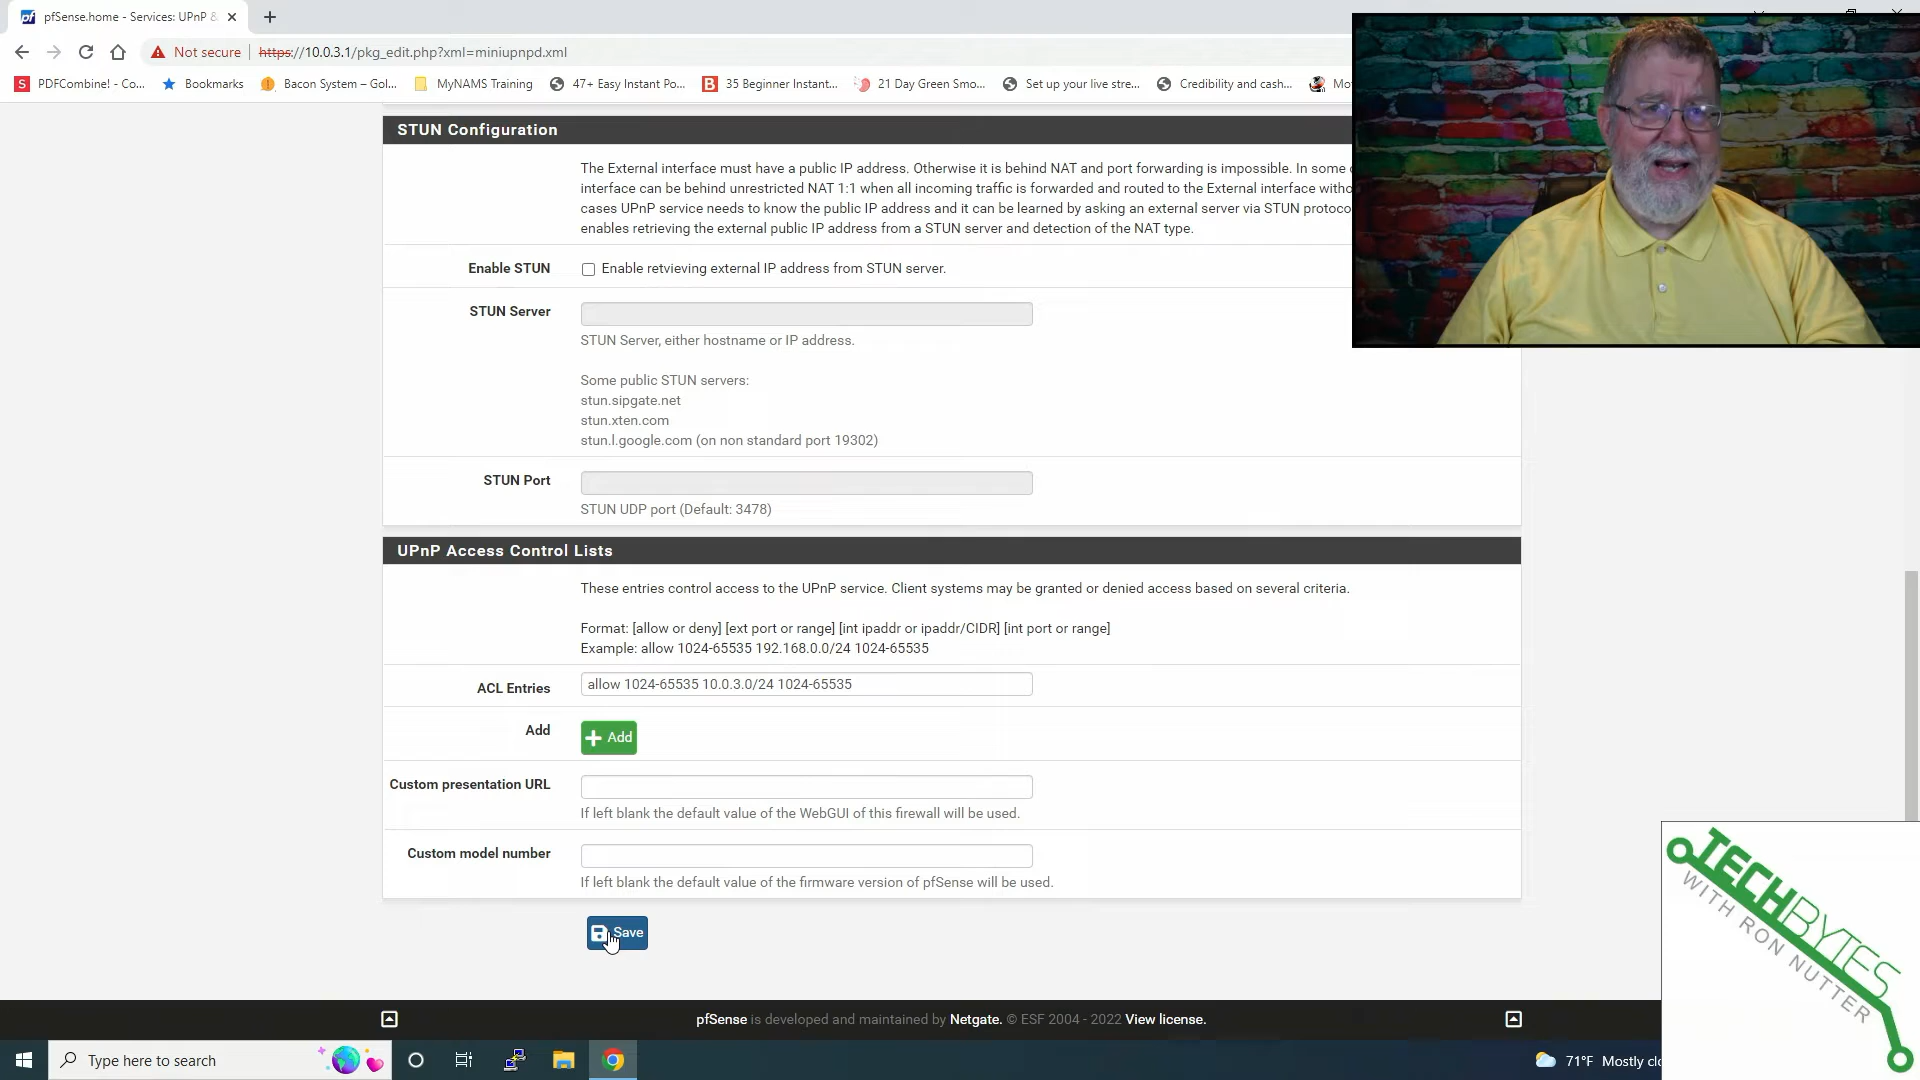 pfSense.home - Services: UPnP &
Not secure
https://10.0.3.1/pkg_edit.php?xml=miniupnpd.xml
PDFCombine! - Co...
Bookmarks
Bacon System – Gol...
MyNAMS Training
47+ Easy Instant Po...
35 Beginner Instant...
21 Day Green Smo...
Set up your live stre...
Credibility and cash...
STUN Configuration
The External interface must have a public IP address. Otherwise it is behind NAT and port forwarding is impossible. In some
interface can be behind unrestricted NAT 1:1 when all incoming traffic is forwarded and routed to the External interface
cases UPnP service needs to know the public IP address and it can be learned by asking an external server via STUN
enables retrieving the external public IP address from a STUN server and detection of the NAT type.
Enable STUN
Enable retvieving external IP address from STUN server.
STUN Server
STUN Server, either hostname or IP address.
Some public STUN servers:
stun.sipgate.net
stun.xten.com
stun.l.google.com (on non standard port 19302)
STUN Port
STUN UDP port (Default: 3478)
UPnP Access Control Lists
These entries control access to the UPnP service. Client systems may be granted or denied access based on several criteria.
Format: [allow or deny] [ext port or range] [int ipaddr or ipaddr/CIDR] [int port or range]
Example: allow 1024-65535 192.168.0.0/24 1024-65535
ACL Entries
allow 1024-65535 10.0.3.0/24 1024-65535
Add
Add
Custom presentation URL
If left blank the default value of the WebGUI of this firewall will be used.
Custom model number
If left blank the default value of the firmware version of pfSense will be used.
Save
pfSense is developed and maintained by Netgate. © ESF 2004 - 2022 View license.
TECHBYTES
WITH RON NUTTER
Type here to search
71°F Mostly